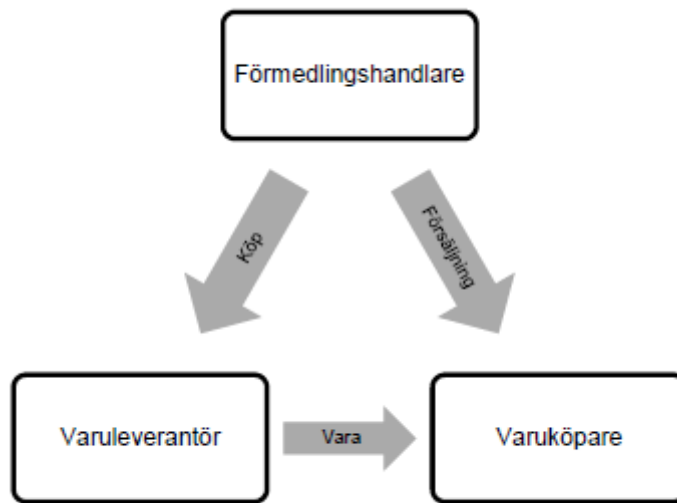 Förmedlingshandlare
Köp
Försäljning
Varuleverantör
Vara
Varuköpare